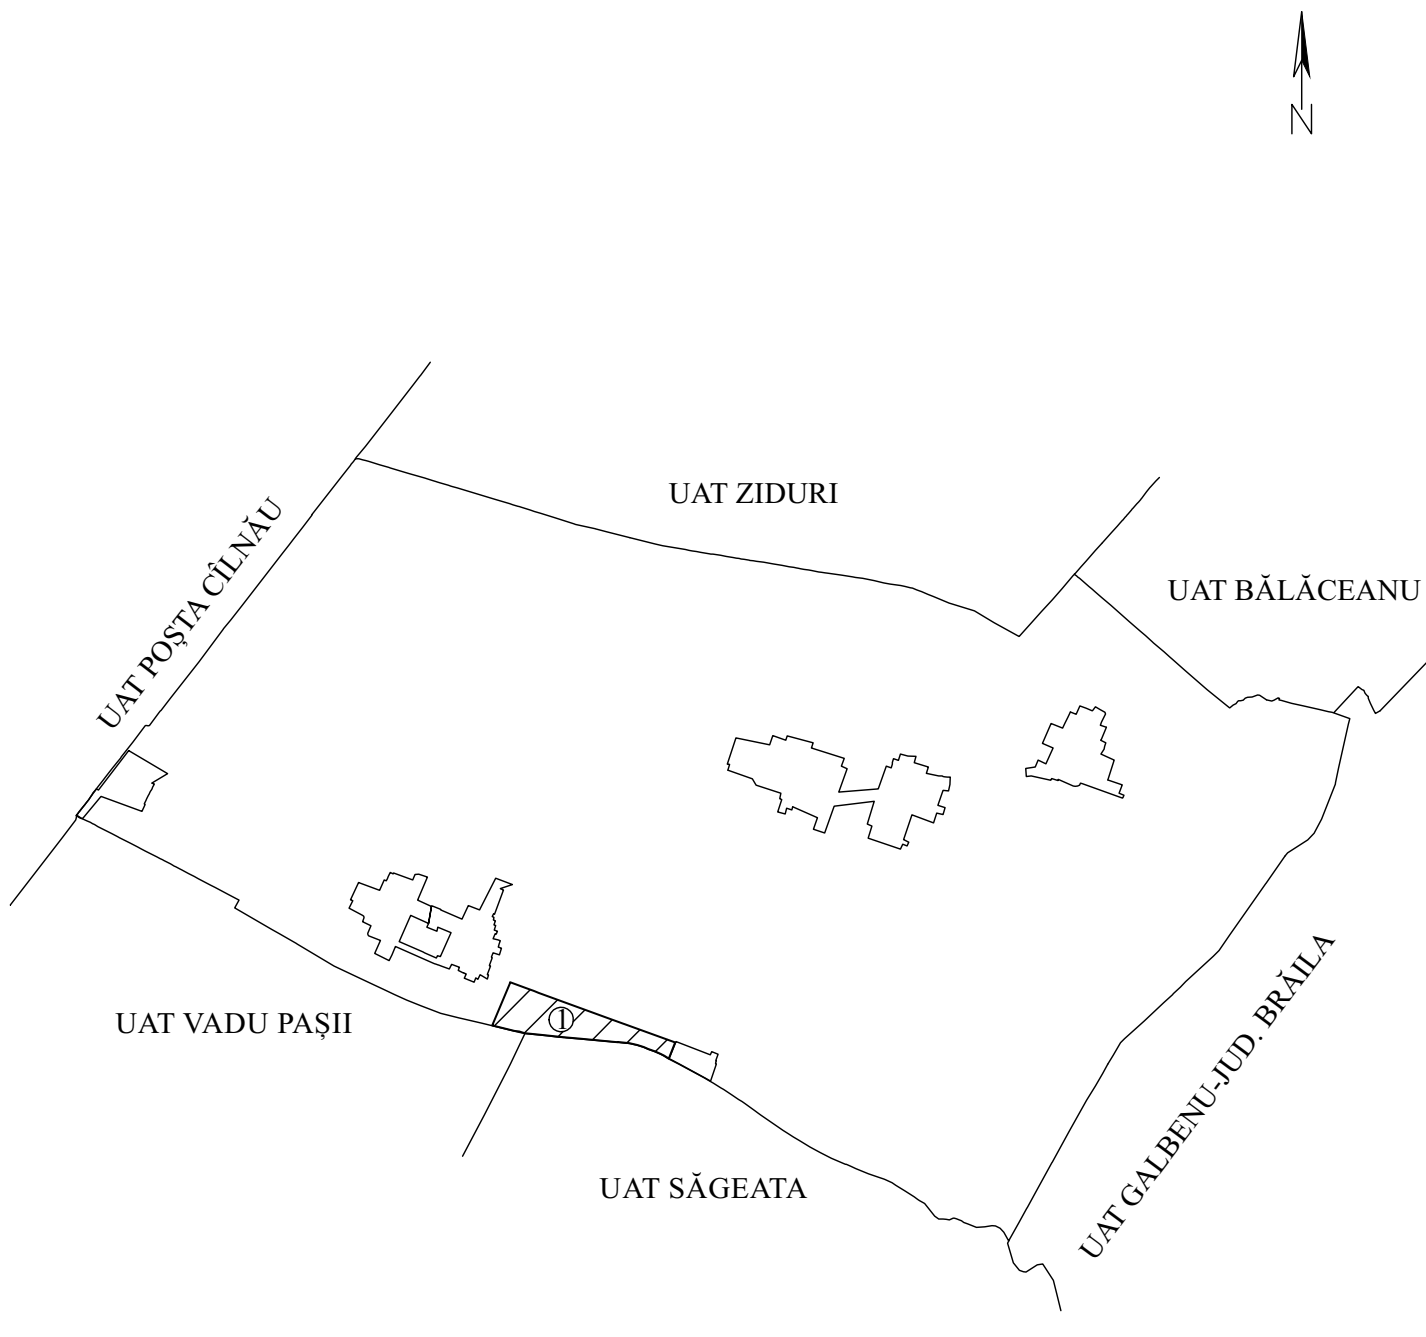 N
UAT ZIDURI
UAT POȘTA CÎLNĂU
UAT BĂLĂCEANU
UAT VADU PAȘII
1
UAT SĂGEATA
UAT GALBENU-JUD. BRĂILA